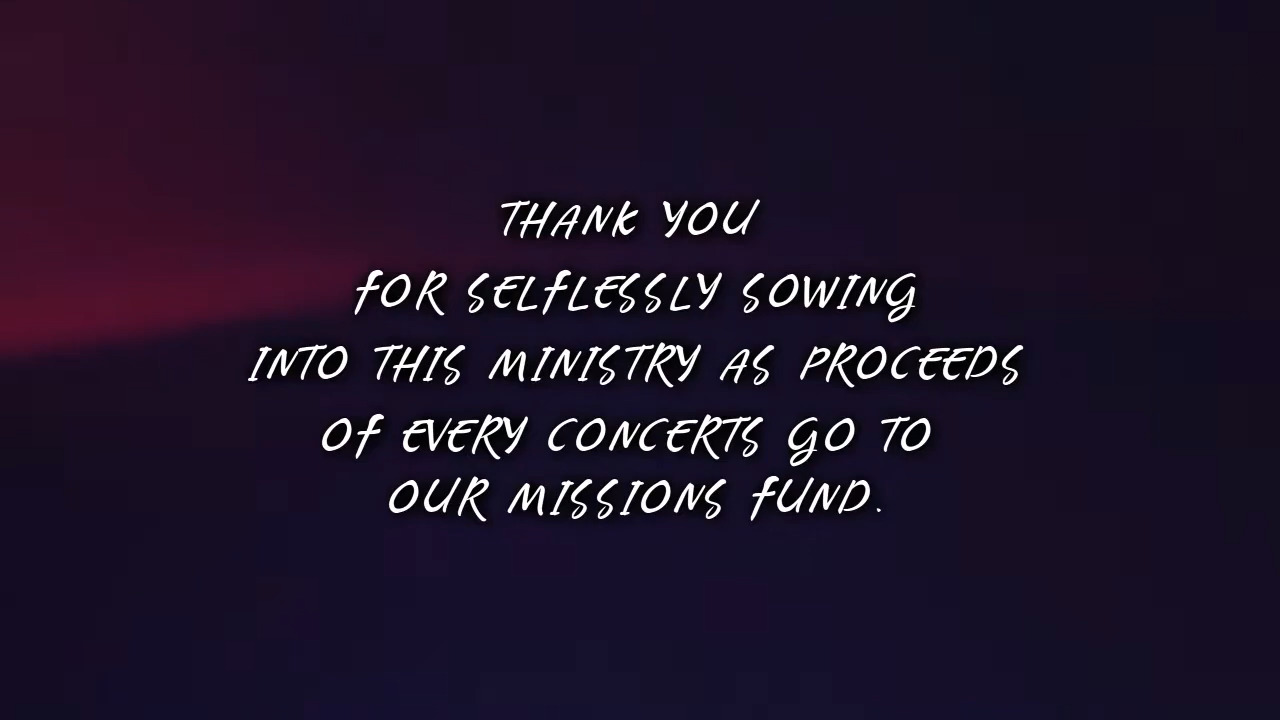 THANK YOU
FOR SELFLESSLY SOWING
INTO THIS MINISTRY AS PROCEEDS
OF EVERY CONCERTS GO TO
OUR MISSIONS FUND.